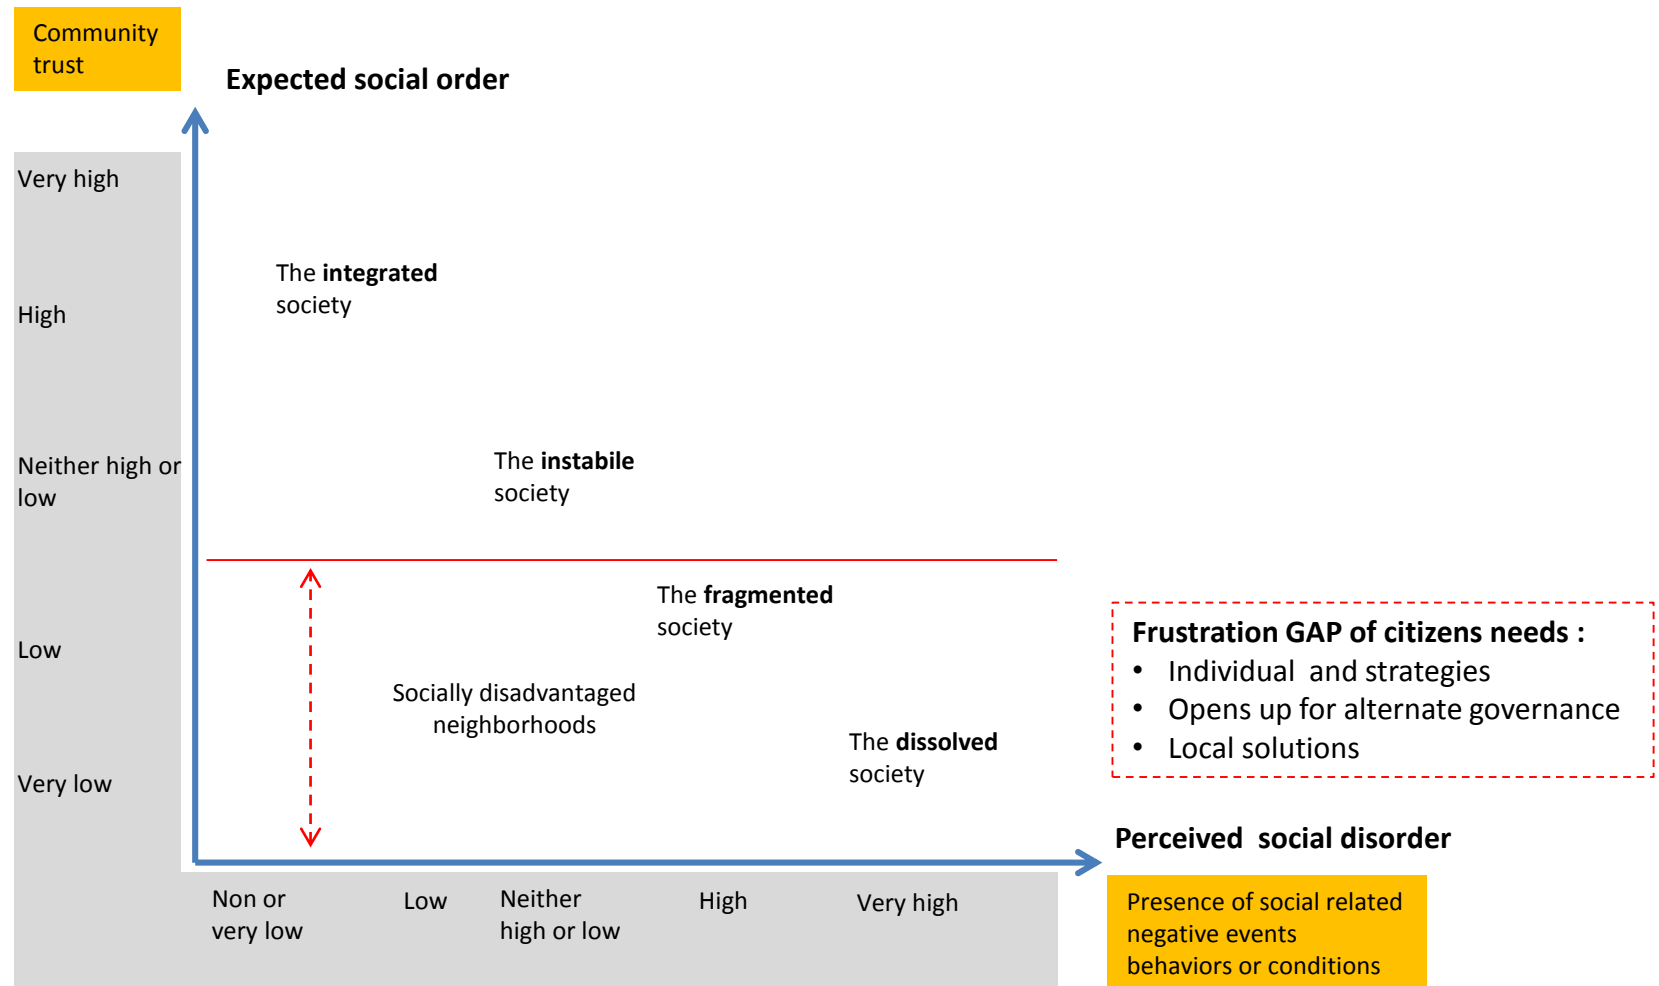 Community
trust
Expected social order
Very high
The integrated
society
High
The instabile
society
Neither high or
low
The fragmented
society
Low
Socially disadvantaged
neighborhoods
The dissolved
society
Very low
Frustration GAP of citizens needs :
• Individual and strategies
• Opens up for alternate governance
• Local solutions
Perceived social disorder
Non or
very low
Low
Neither
high or low
High
Very high
Presence of social related
negative events
behaviors or conditions